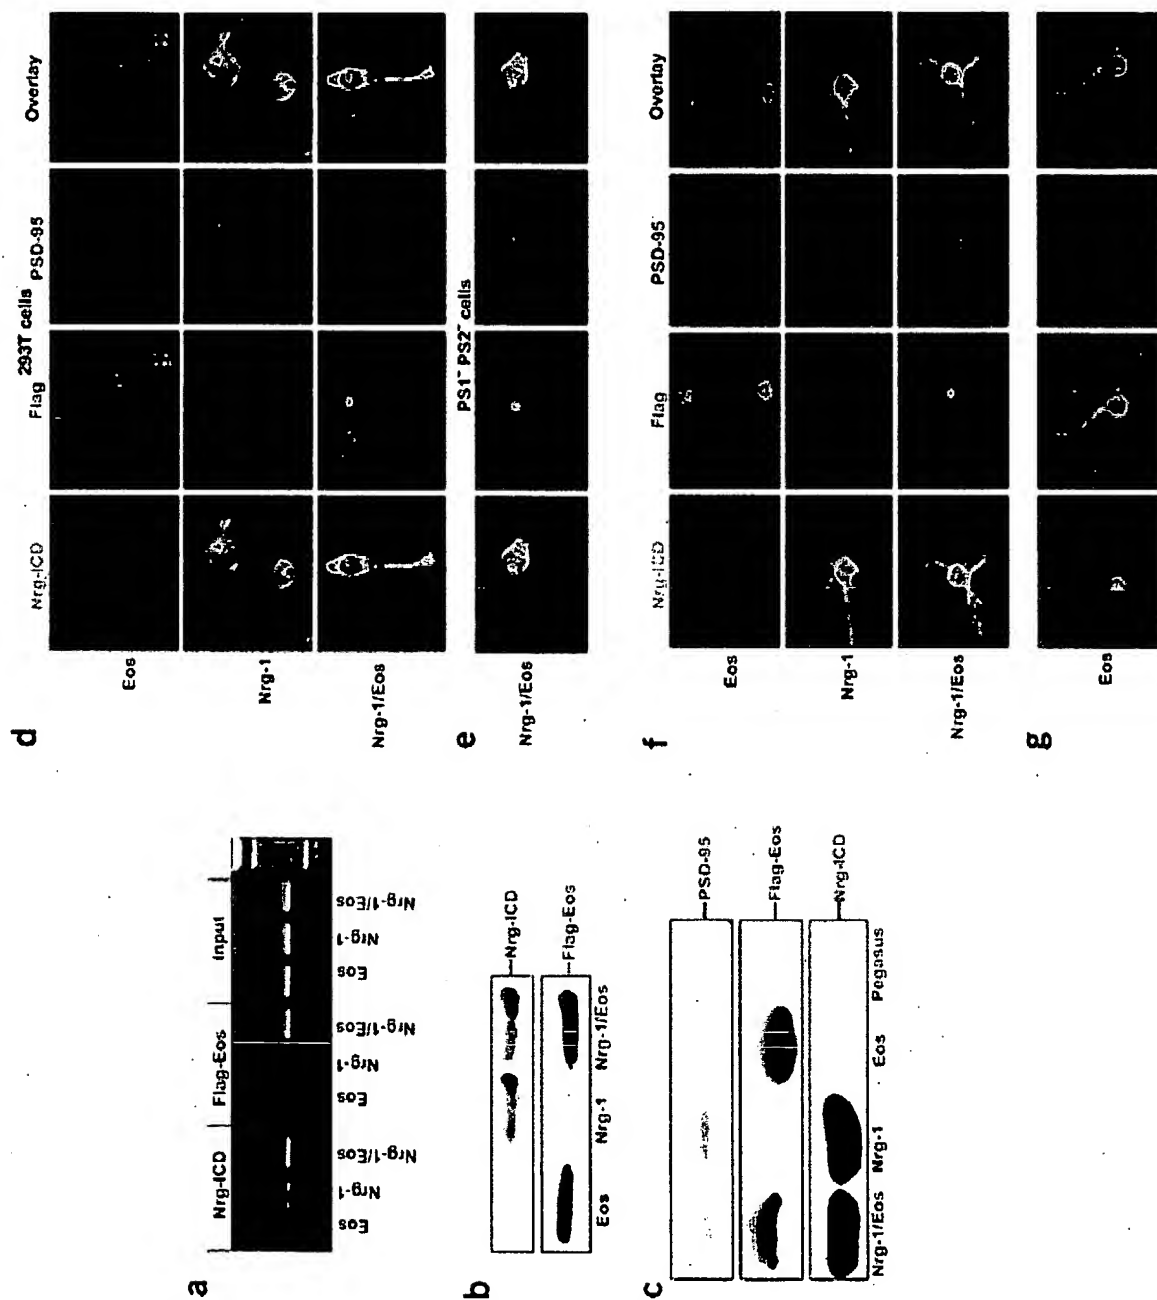 a
Nrg-ICD Flag-Eos Input
Eos Nrg-1 Nrg-1/Eos Eos Nrg-1 Nrg-1/Eos Eos Nrg-1 Nrg-1/Eos
b
Nrg-ICD
Flag-Eos
Eos Nrg-1 Nrg-1/Eos
c
PSD-95
Flag-Eos
Nrg-ICD
Nrg-1/Eos Nrg-1 Eos Pegasus
d
293T cells
Nrg-ICD Flag PSD-95 Overlay
Eos
Nrg-1
Nrg-1/Eos
e
PS1⁻ PS2⁻ cells
Nrg-1/Eos
f
Nrg-ICD Flag PSD-95 Overlay
Eos
Nrg-1
Nrg-1/Eos
g
Eos